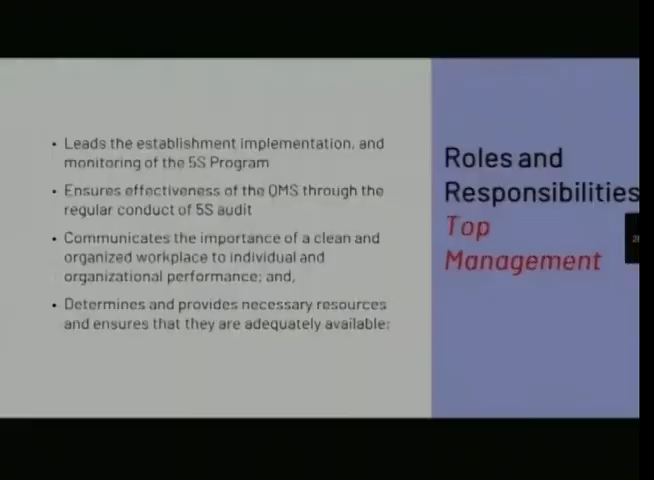 • Leads the establishment implementation, and
monitoring of the 5S Program
• Ensures effectiveness of the QMS through the
regular conduct of 5S audit
• Communicates the importance of a clean and
organized workplace to individual and
organizational performance; and,
• Determines and provides necessary resources
and ensures that they are adequately available;
Roles and
Responsibilities
Top
Management